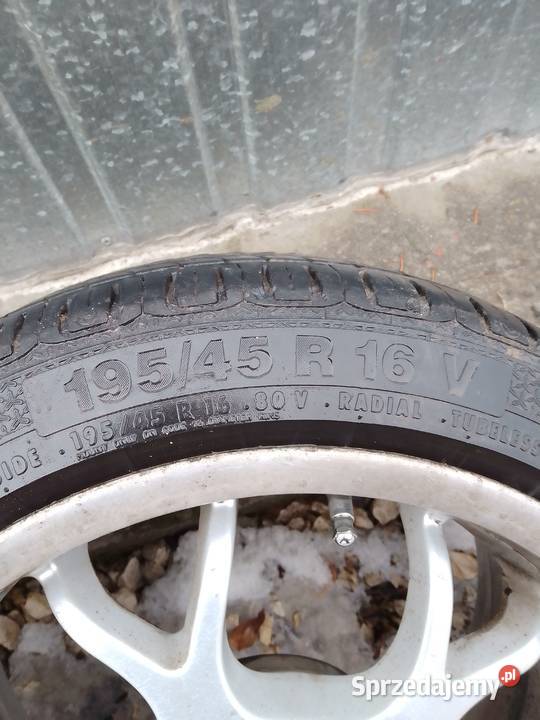 195/45 R 16 V
IDE · 195/45 R 16 · 80 V · RADIAL · TUBELESS
Sprzedajemy.pl